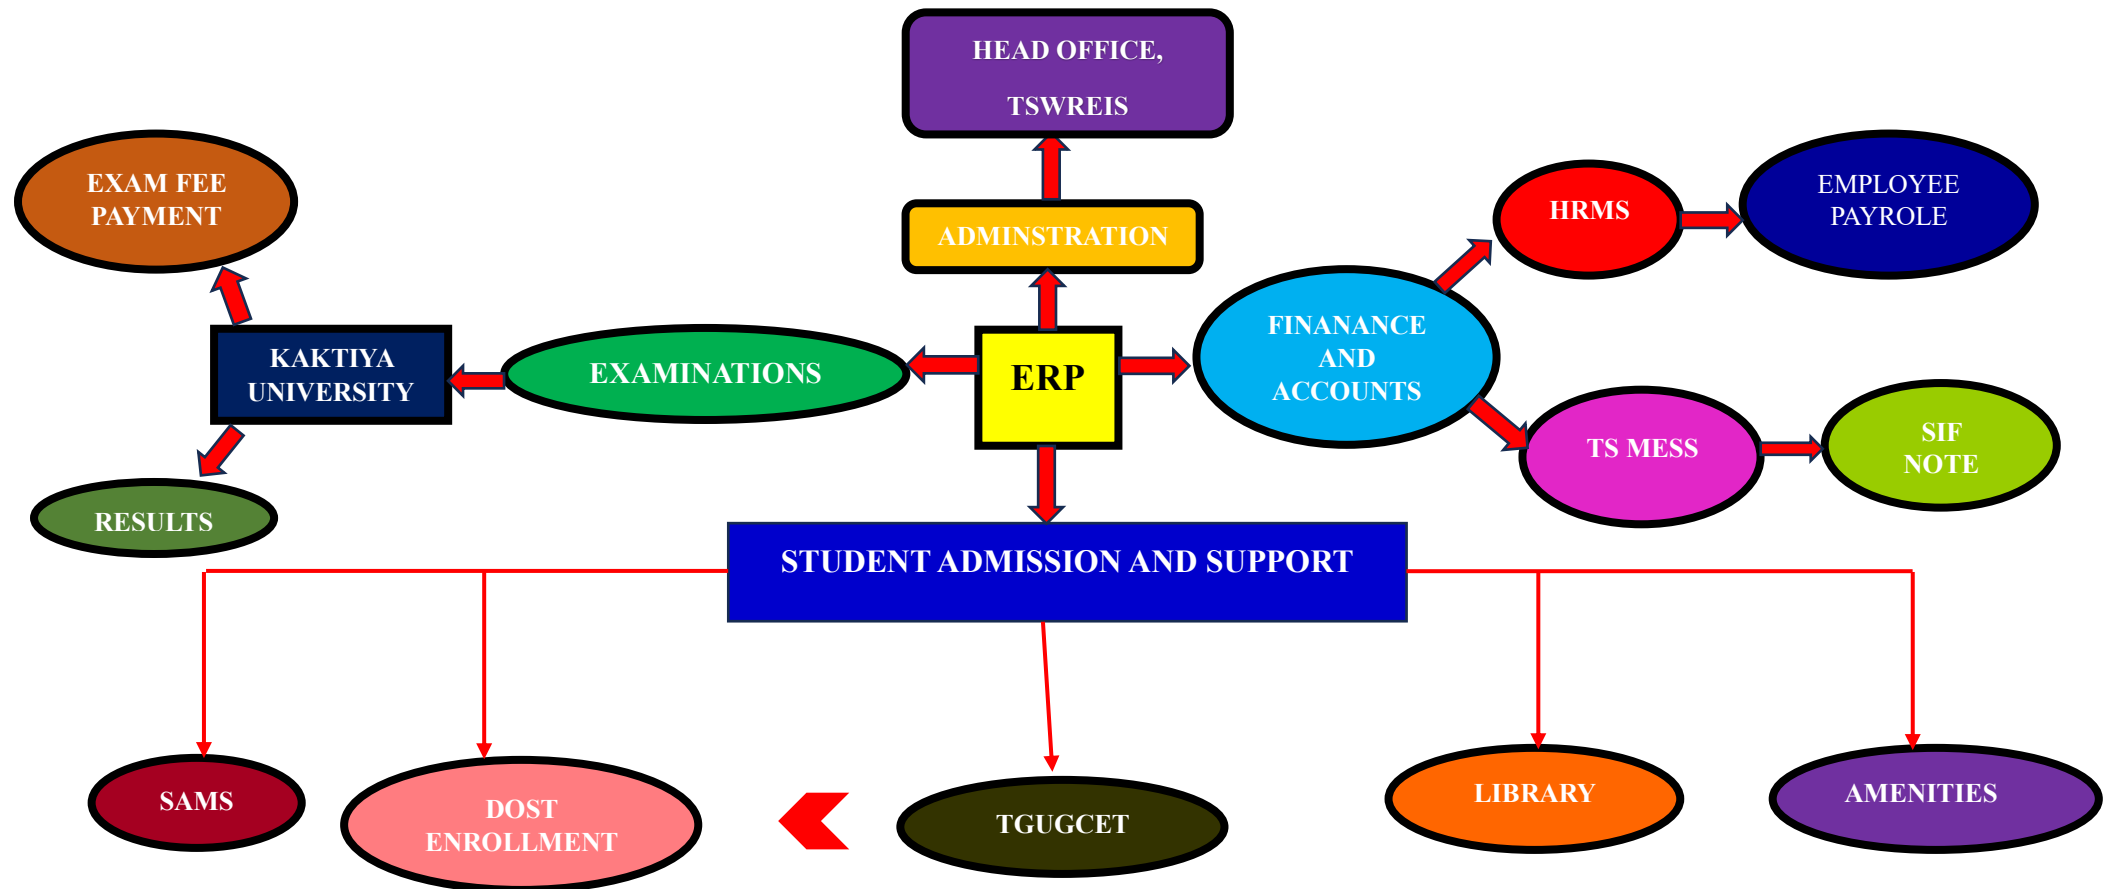 HEAD OFFICE,
TSWREIS
ADMINSTRATION
EXAM FEE
PAYMENT
KAKTIYA
UNIVERSITY
RESULTS
EXAMINATIONS
ERP
FINANANCE
AND
ACCOUNTS
HRMS
EMPLOYEE
PAYROLE
TS MESS
SIF
NOTE
STUDENT ADMISSION AND SUPPORT
SAMS
DOST
ENROLLMENT
TGUGCET
LIBRARY
AMENITIES